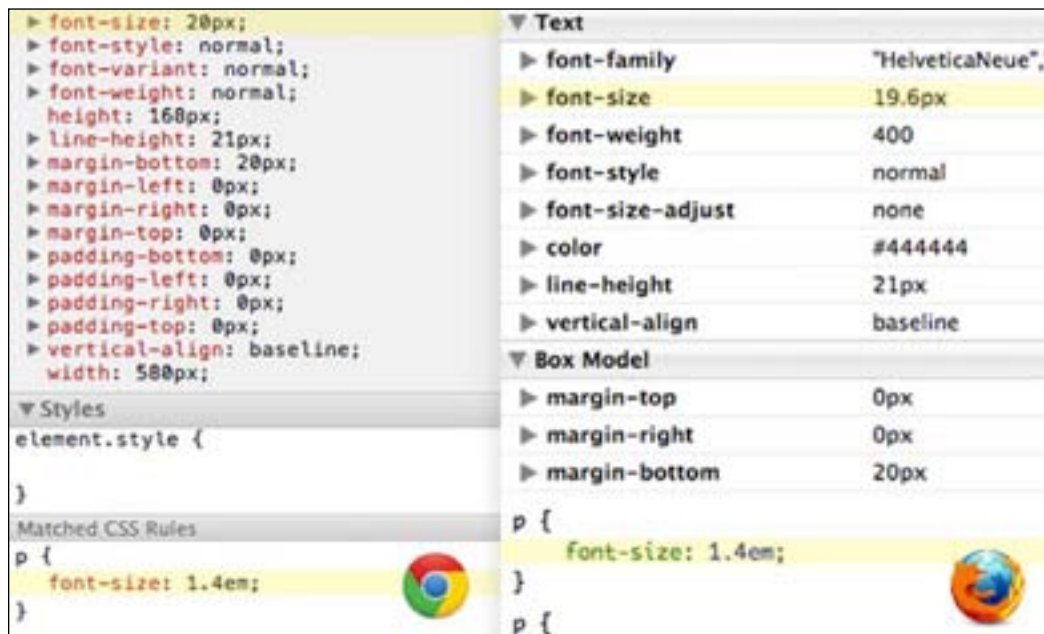 font-size: 20px;
font-style: normal;
font-variant: normal;
font-weight: normal;
height: 168px;
line-height: 21px;
margin-bottom: 20px;
margin-left: 0px;
margin-right: 0px;
margin-top: 0px;
padding-bottom: 0px;
padding-left: 0px;
padding-right: 0px;
padding-top: 0px;
vertical-align: baseline;
width: 580px;
Styles
element.style {
}
Matched CSS Rules
p {
font-size: 1.4em;
}
Text
font-family "HelveticaNeue",
font-size 19.6px
font-weight 400
font-style normal
font-size-adjust none
color #444444
line-height 21px
vertical-align baseline
Box Model
margin-top 0px
margin-right 0px
margin-bottom 20px
p {
font-size: 1.4em;
}
p {